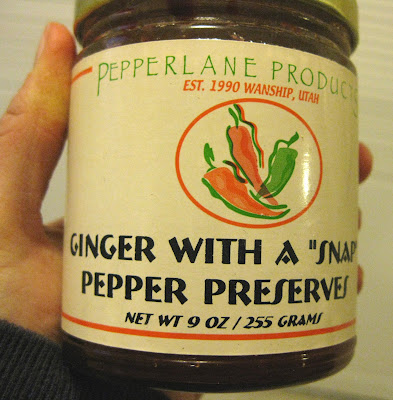 PEPPERLANE PRODUCTS
EST. 1990 WANSHIP, UTAH
GINGER WITH A "SNAP"
PEPPER PRESERVES
NET WT 9 OZ / 255 GRAMS